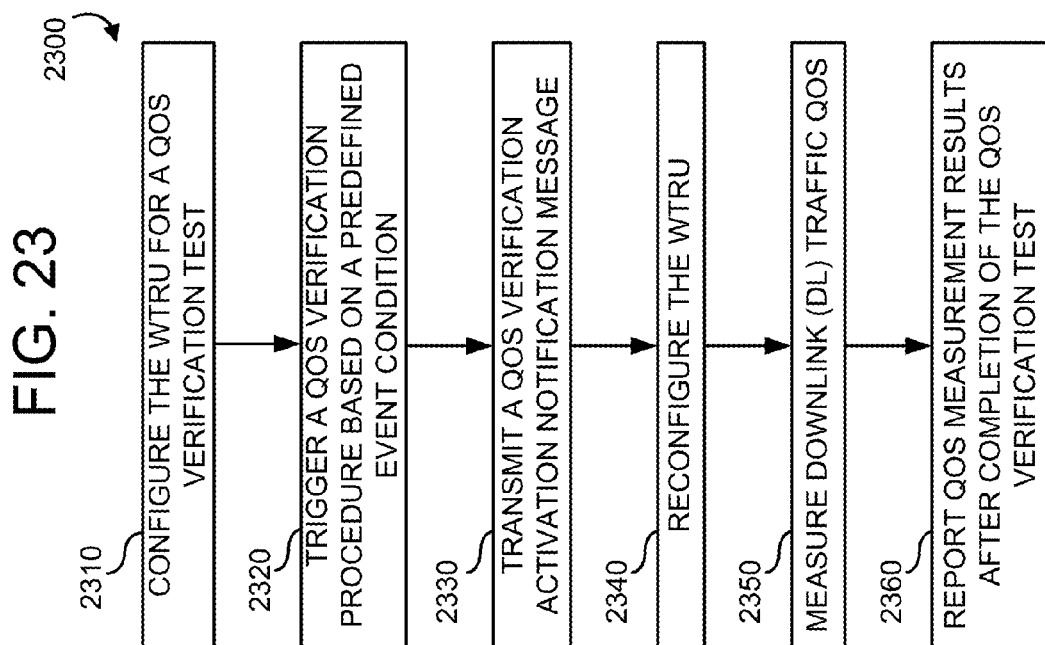 FIG. 23
2300
2310
CONFIGURE THE WTRU FOR A QOS
VERIFICATION TEST
2320
TRIGGER A QOS VERIFICATION
PROCEDURE BASED ON A PREDEFINED
EVENT CONDITION
2330
TRANSMIT A QOS VERIFICATION
ACTIVATION NOTIFICATION MESSAGE
2340
RECONFIGURE THE WTRU
2350
MEASURE DOWNLINK (DL) TRAFFIC QOS
2360
REPORT QOS MEASUREMENT RESULTS
AFTER COMPLETION OF THE QOS
VERIFICATION TEST